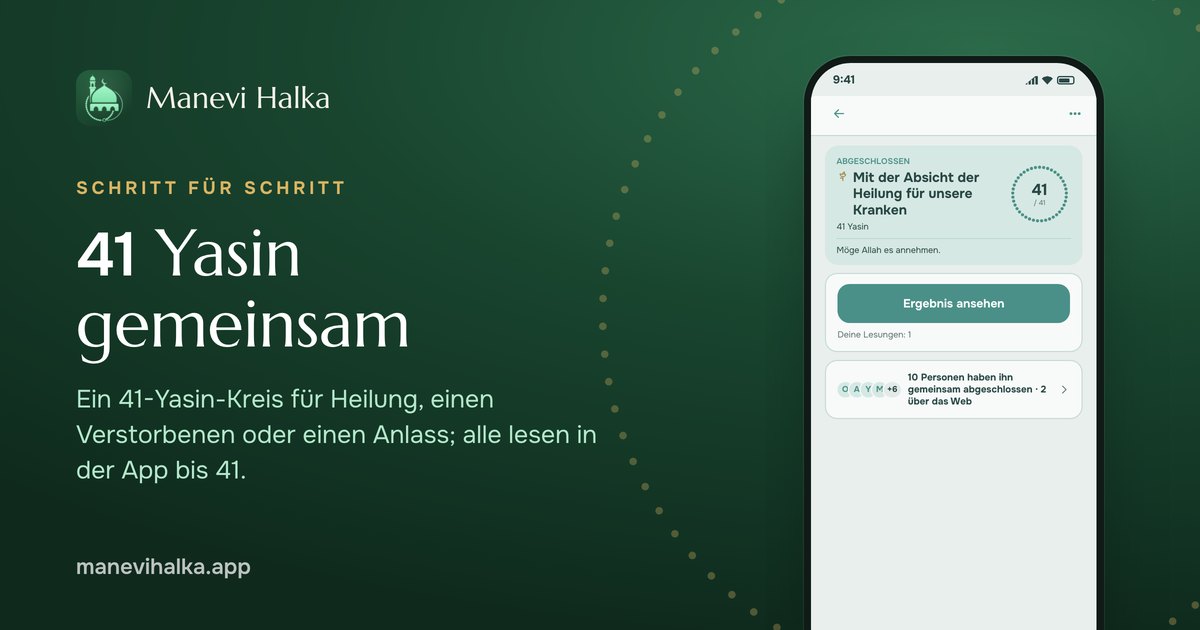 Manevi Halka
SCHRITT FÜR SCHRITT
41 Yasin
gemeinsam
Ein 41-Yasin-Kreis für Heilung, einen
Verstorbenen oder einen Anlass; alle lesen in
der App bis 41.
manevihalka.app
9:41
ABGESCHLOSSEN
Mit der Absicht der
Heilung für unsere
Kranken
41
/ 41
41 Yasin
Möge Allah es annehmen.
Ergebnis ansehen
Deine Lesungen: 1
O A Y M +6
10 Personen haben ihn
gemeinsam abgeschlossen · 2
über das Web